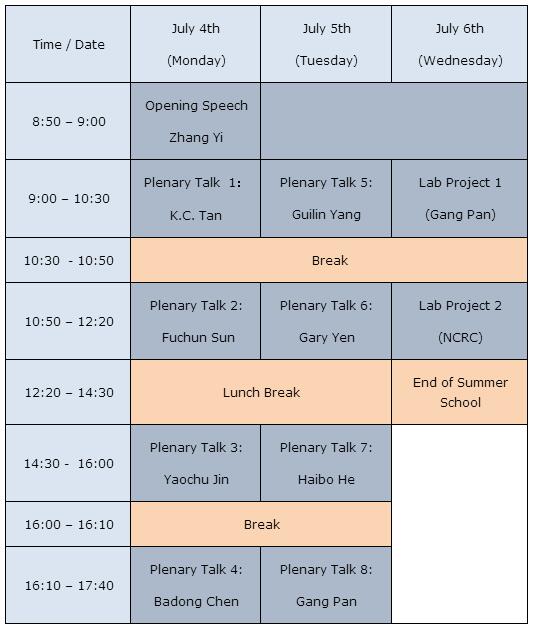 Time / Date
July 4th
(Monday)
July 5th
(Tuesday)
July 6th
(Wednesday)
8:50 – 9:00
Opening Speech
Zhang Yi
9:00 – 10:30
Plenary Talk  1:
K.C. Tan
Plenary Talk 5:
Guilin Yang
Lab Project 1
(Gang Pan)
10:30  - 10:50
Break
10:50 – 12:20
Plenary Talk 2:
Fuchun Sun
Plenary Talk 6:
Gary Yen
Lab Project 2
(NCRC)
12:20 – 14:30
Lunch Break
End of Summer
School
14:30 -  16:00
Plenary Talk 3:
Yaochu Jin
Plenary Talk 7:
Haibo He
16:00 – 16:10
Break
16:10 – 17:40
Plenary Talk 4:
Badong Chen
Plenary Talk 8:
Gang Pan